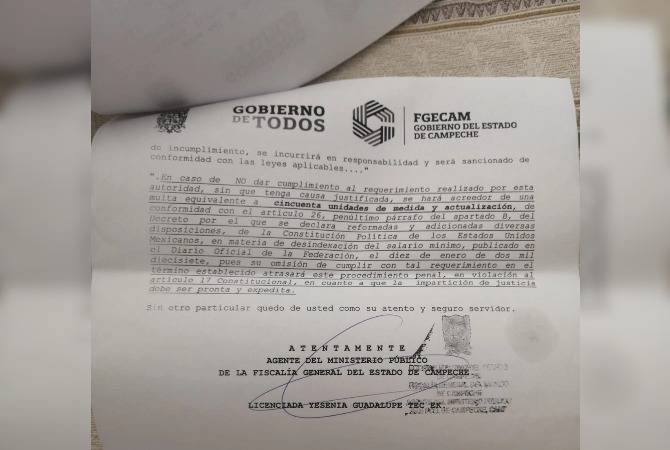 GOBIERNO
DE TODOS
FGECAM
GOBIERNO DEL ESTADO
DE CAMPECHE
de incumplimiento, se incurrirá en responsabilidad y será sancionado de
conformidad con las leyes aplicables...."
".En caso de NO dar cumplimiento al requerimiento realizado por esta
autoridad, sin que tenga causa justificada, se hará acreedor de una
multa equivalente a cincuenta unidades de medida y actualización, de
conformidad con el artículo 26, penúltimo párrafo del apartado B, del
Decreto por el que se declara reformadas y adicionadas diversas
disposiciones, de la Constitución Política de los Estados Unidos
Mexicanos, en materia de desindexación del salario mínimo, publicado en
el Diario Oficial de la Federación, el diez de enero de dos mil
diecisiete, pues su omisión de cumplir con tal requerimiento en el
término establecido atrasará este procedimiento penal, en violación al
artículo 17 Constitucional, en cuanto a que la impartición de justicia
debe ser pronta y expedita.
Sin otro particular quedo de usted como su atento y seguro servidor.
A T E N T A M E N T E
AGENTE DEL MINISTERIO PÚBLICO
DE LA FISCALÍA GENERAL DEL ESTADO DE CAMPECHE
LICENCIADA YESENIA GUADALUPE TEC EK